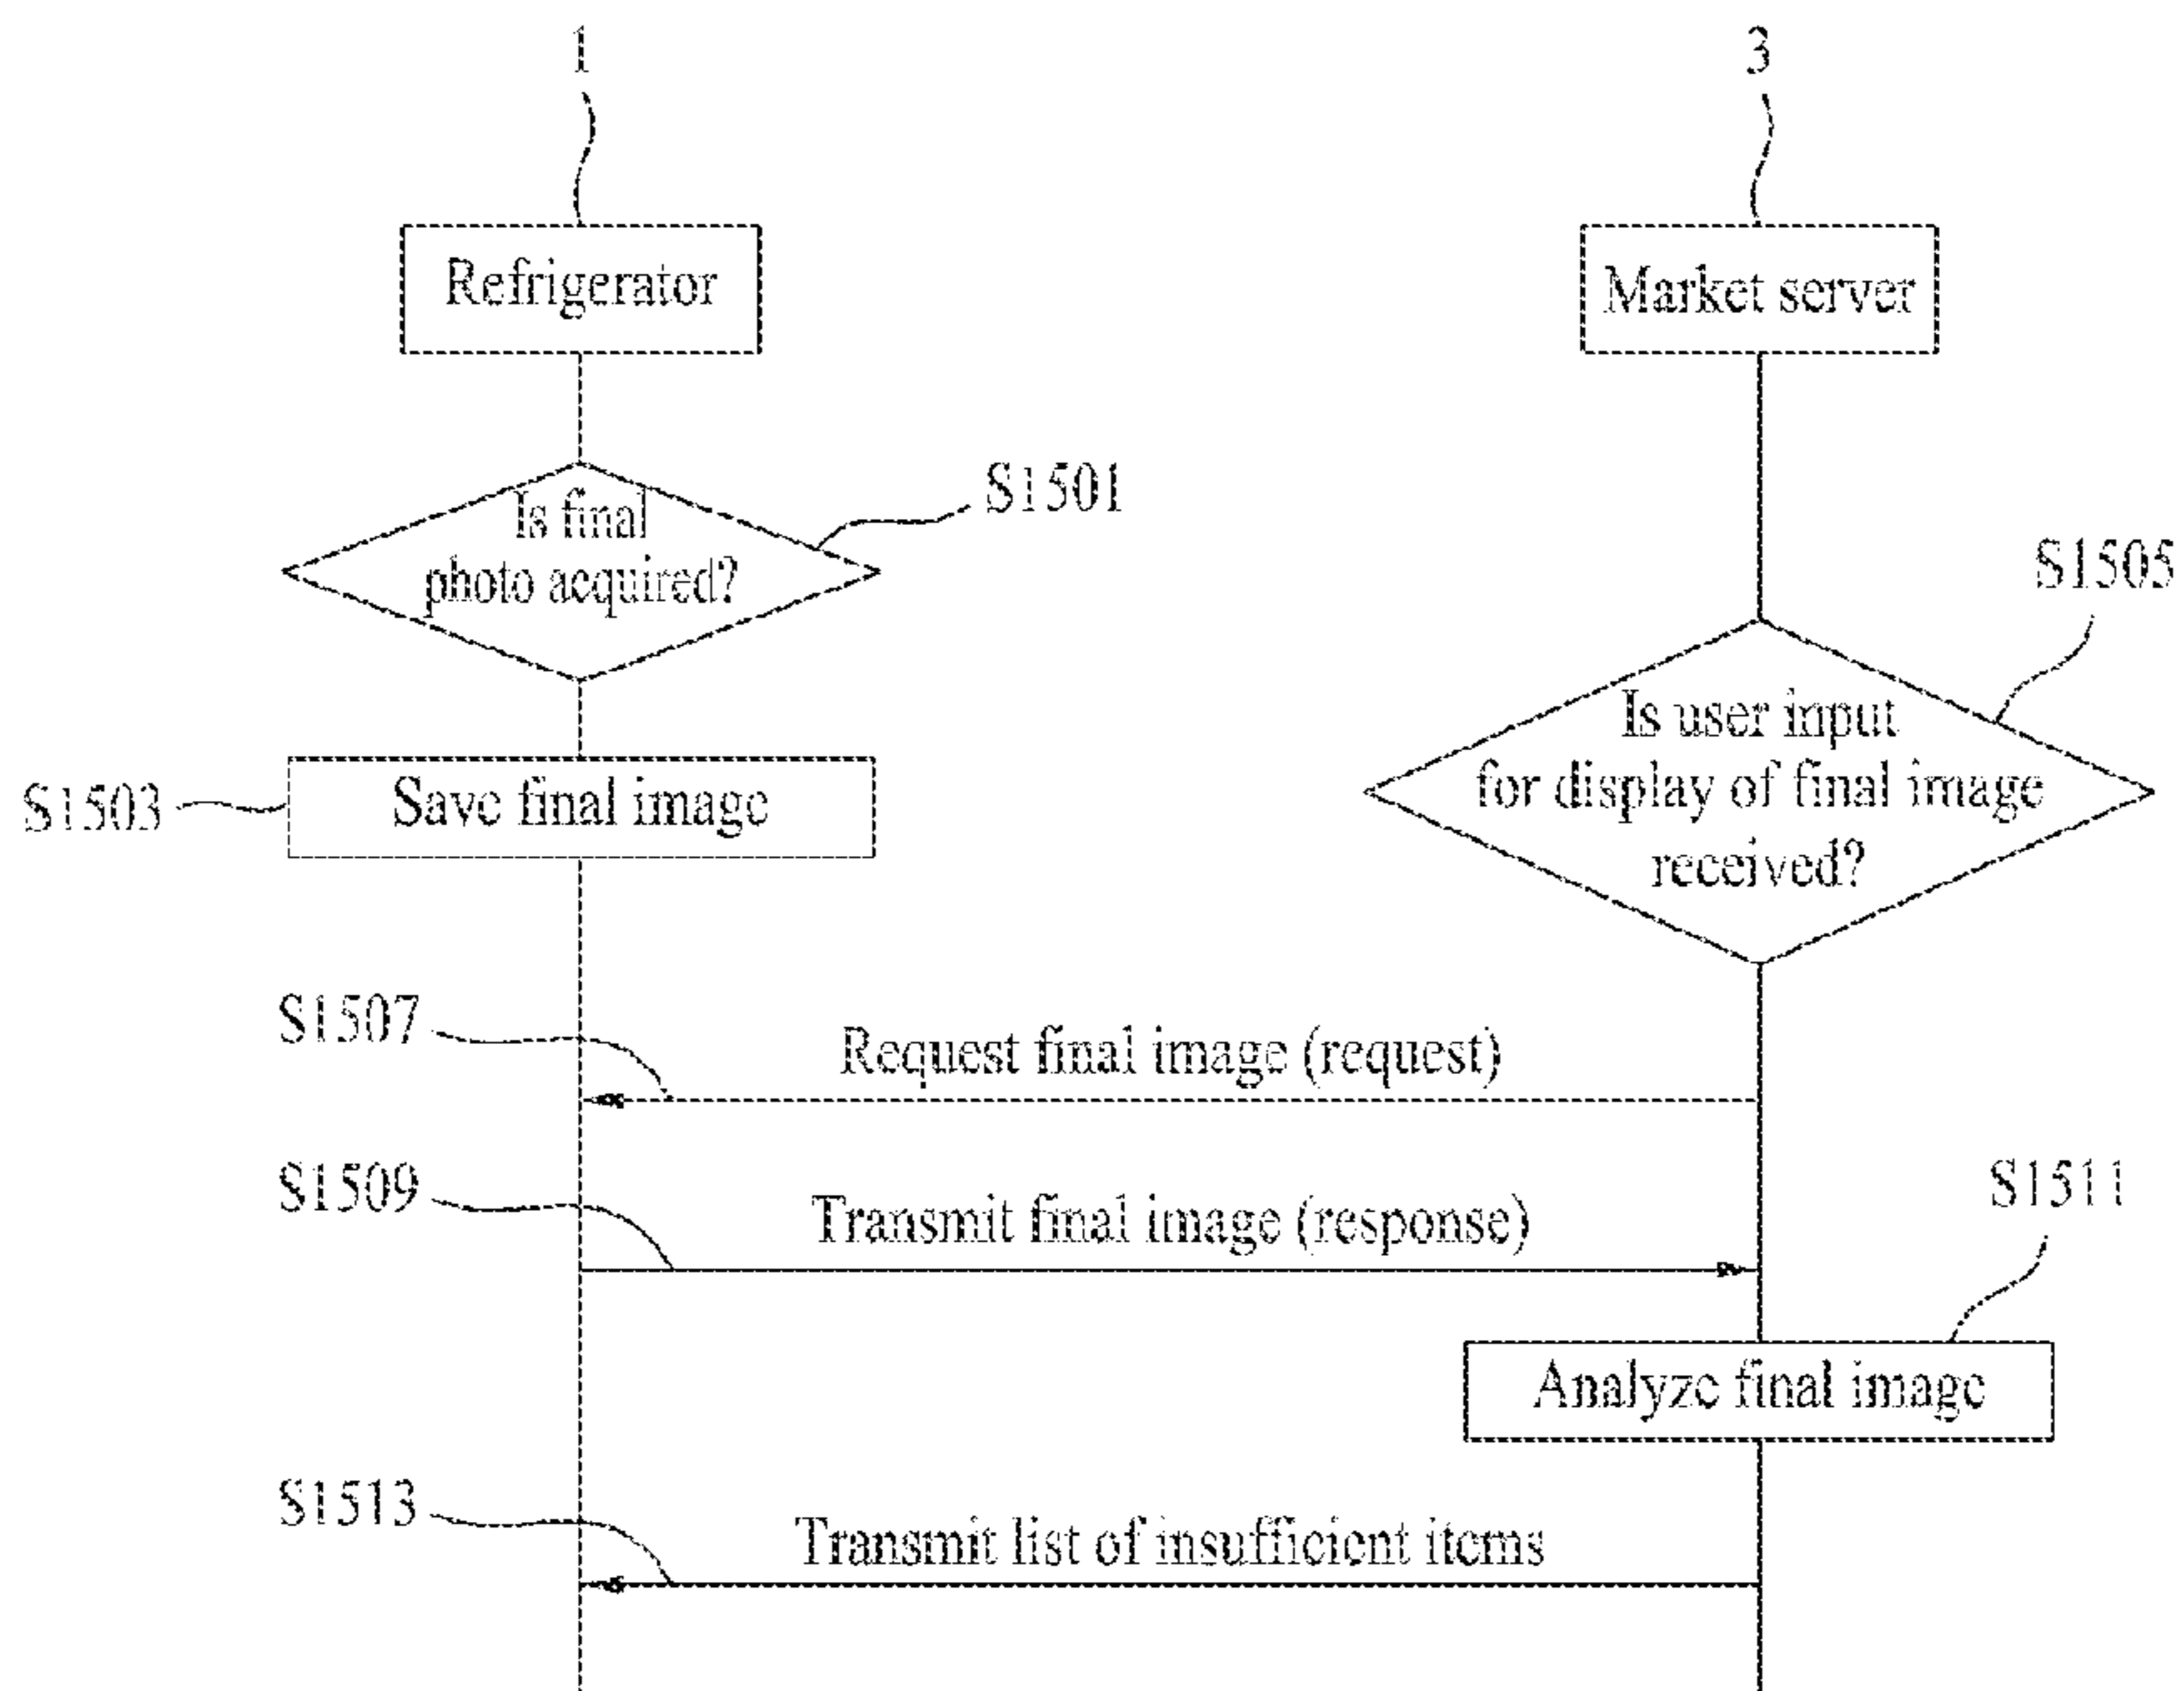 1
3
Refrigerator
Market server
Is final
photo acquired?
S1501
S1505
Is user input
for display of final image
received?
S1503
Save final image
S1507
Request final image (request)
S1509
Transmit final image (response)
S1511
Analyze final image
S1513
Transmit list of insufficient items